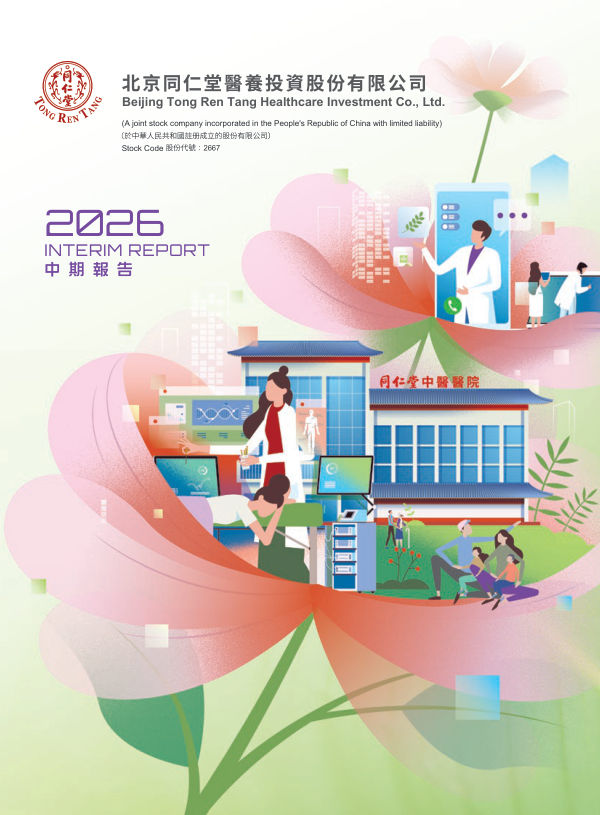 同仁堂
TONG REN TANG
北京同仁堂醫養投資股份有限公司
Beijing Tong Ren Tang Healthcare Investment Co., Ltd.
(A joint stock company incorporated in the People's Republic of China with limited liability)
(於中華人民共和國註册成立的股份有限公司)
Stock Code 股份代號：2667
2026
INTERIM REPORT
中期報告
同仁堂中醫醫院